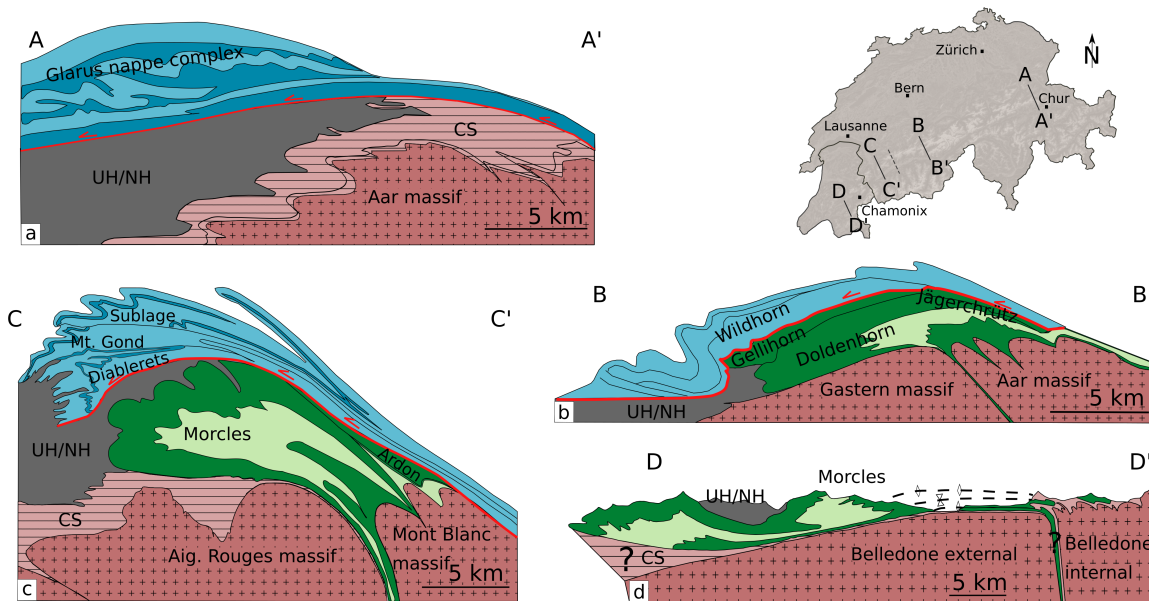 A
A'
Glarus nappe complex
CS
UH/NH
Aar massif
5 km
a
N
Zürich
Bern
A
Chur
A'
Lausanne
B
C
B'
C'
D
Chamonix
D'
C
C'
Sublage
Mt. Gond
Diablerets
UH/NH
Morcles
Ardon
CS
Aig. Rouges massif
Mont Blanc
massif
5 km
c
B
B
Wildhorn
Jägerchrütz
Gellihorn
Doldenhorn
Gastern massif
Aar massif
UH/NH
5 km
b
D
D'
Morcles
UH/NH
? CS
Belledone external
? Belledone
internal
5 km
d